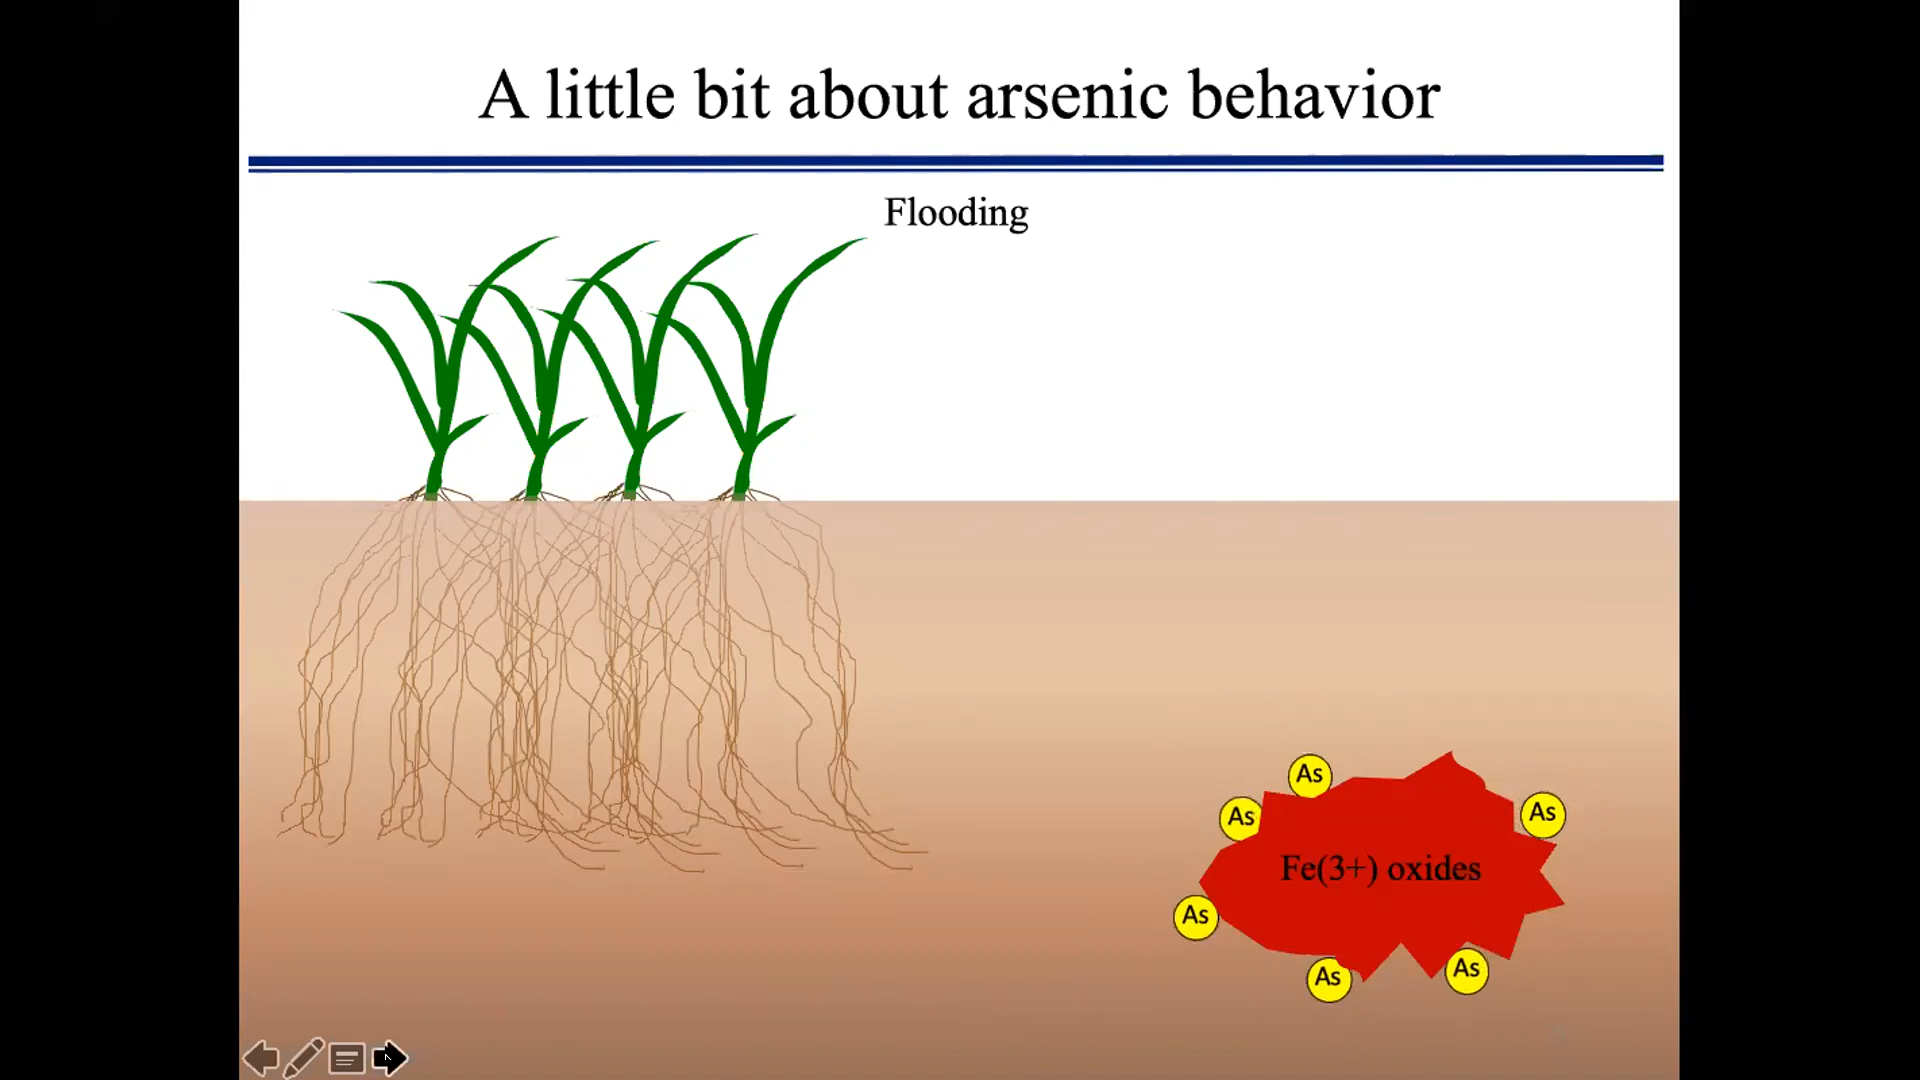 A little bit about arsenic behavior
Flooding
As
As
As
Fe(3+) oxides
As
As
As